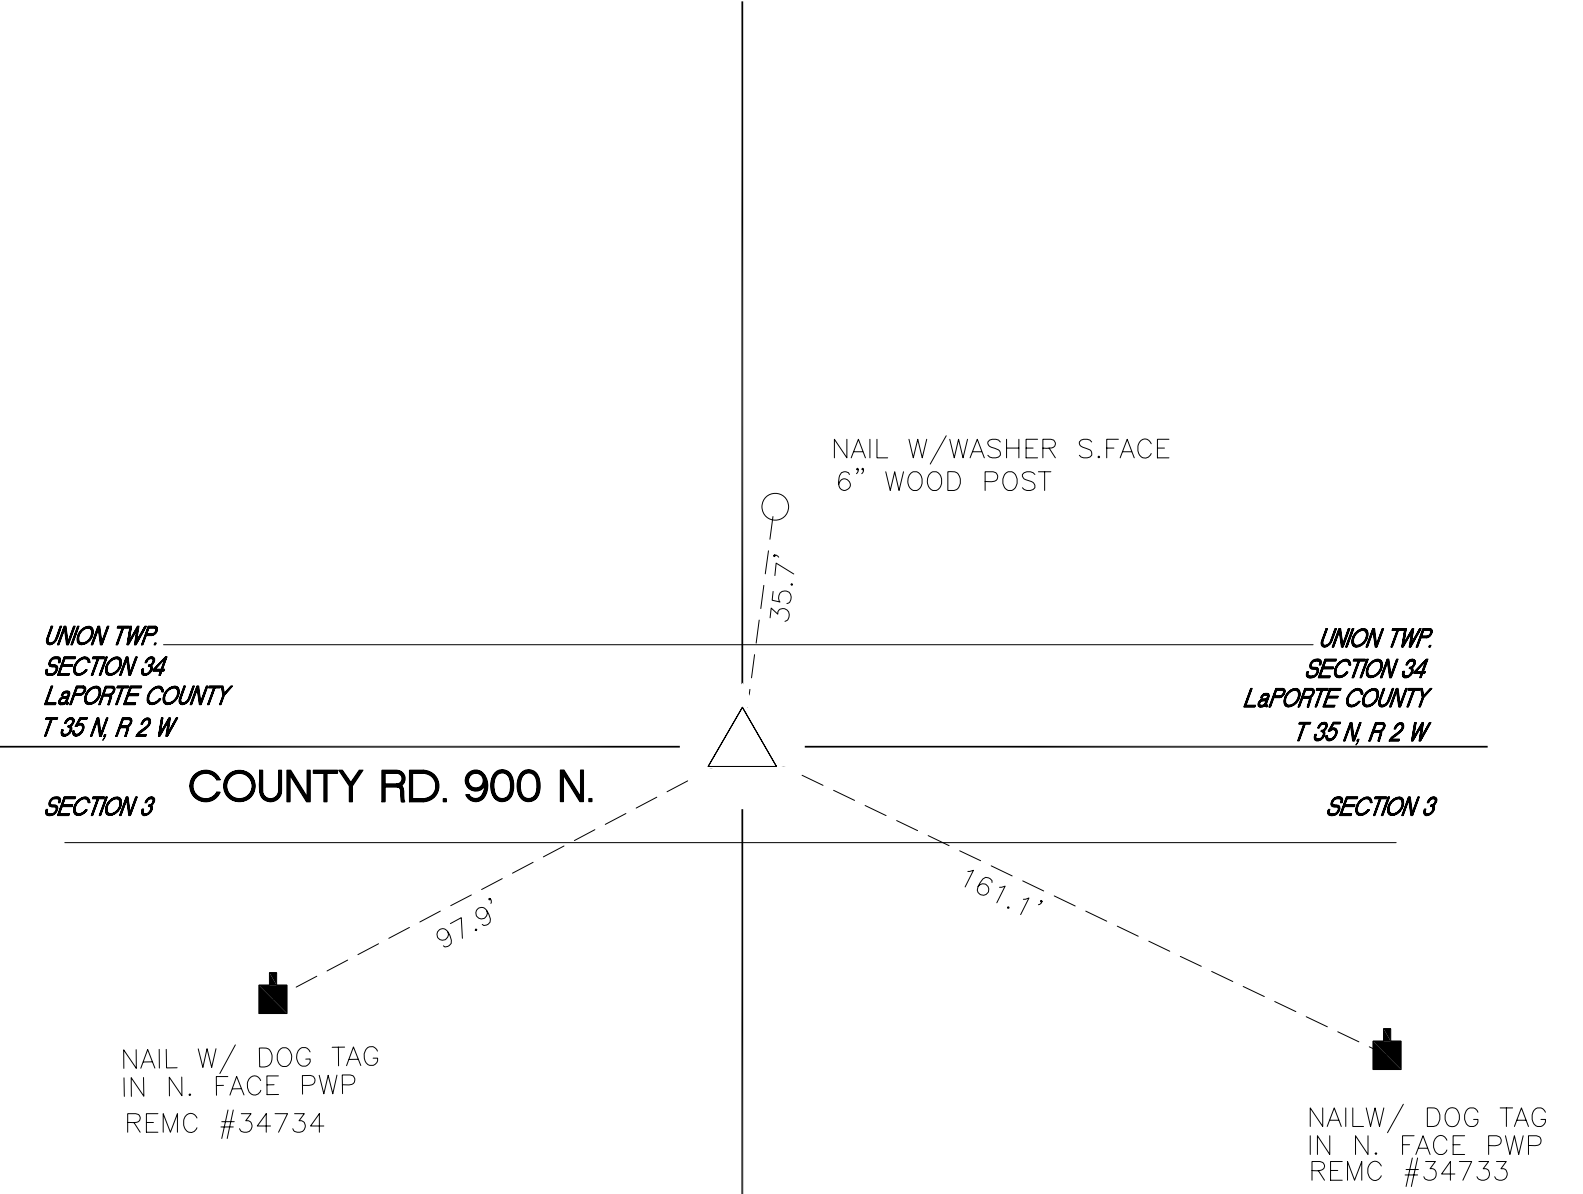 NAIL W/WASHER S.FACE
6" WOOD POST
35.7'
UNION TWP.
SECTION 34
LaPORTE COUNTY
T 35 N, R 2 W
UNION TWP.
SECTION 34
LaPORTE COUNTY
T 35 N, R 2 W
COUNTY RD. 900 N.
SECTION 3
SECTION 3
97.9'
161.1'
NAIL W/ DOG TAG
IN N. FACE PWP
REMC #34734
NAILW/ DOG TAG
IN N. FACE PWP
REMC #34733